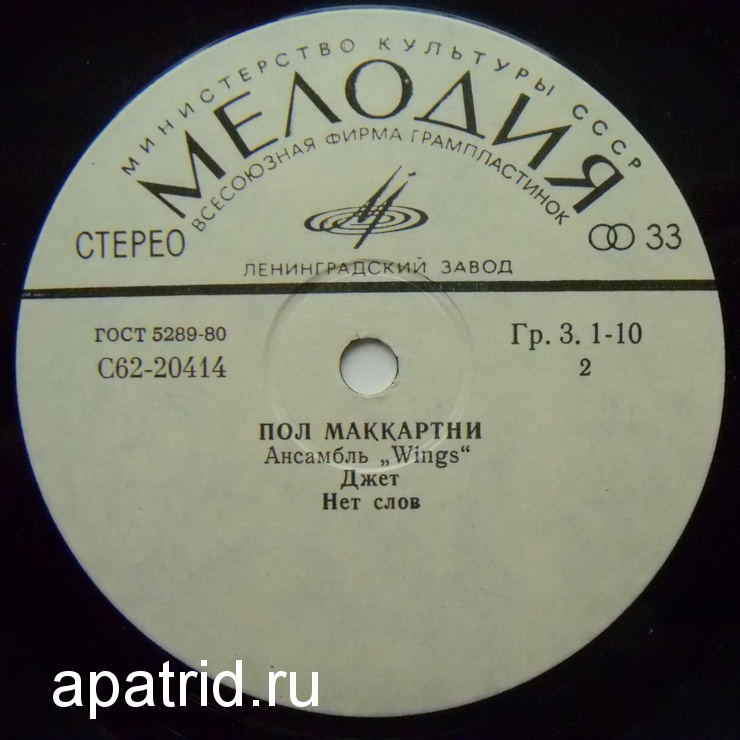 МИНИСТЕРСТВО КУЛЬТУРЫ СССР
МЕЛОДИЯ
ВСЕСОЮЗНАЯ ФИРМА ГРАМПЛАСТИНОК
СТЕРЕО
33
ЛЕНИНГРАДСКИЙ ЗАВОД
ГОСТ 5289-80
Гр. 3. 1-10
С62-20414
2
ПОЛ МАККАРТНИ
Ансамбль „Wings“
Джет
Нет слов
apatrid.ru